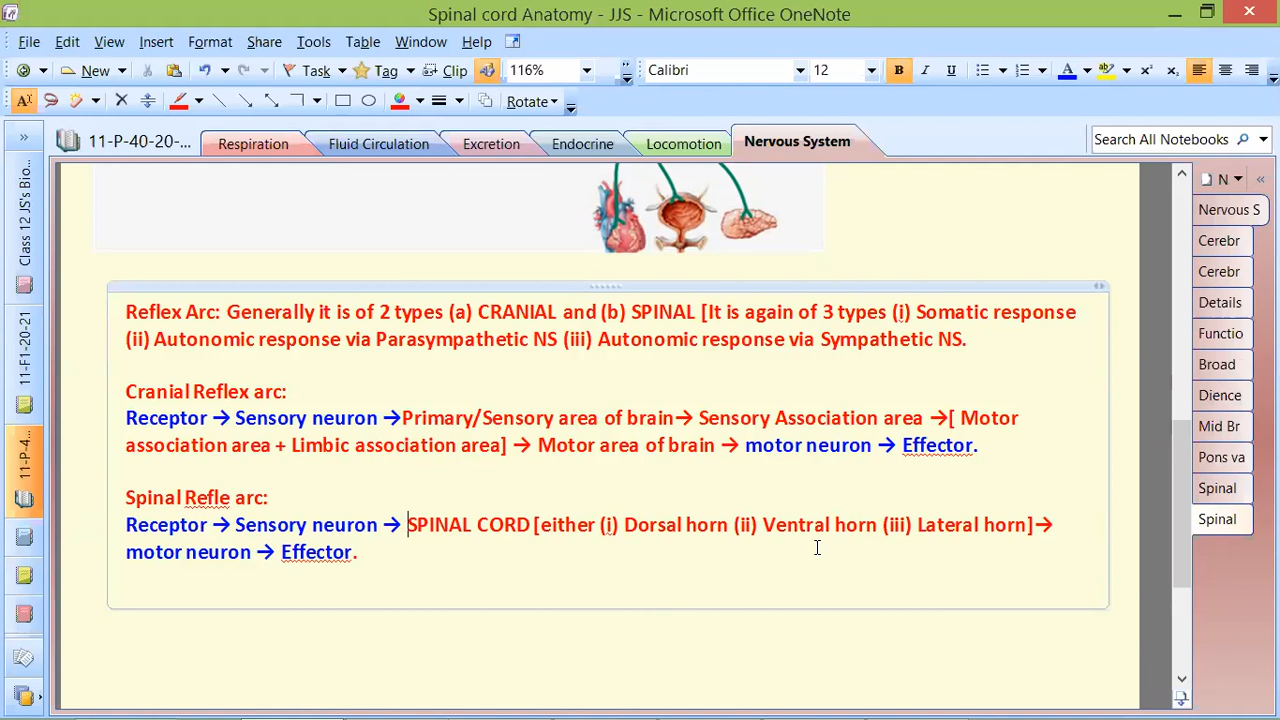 Spinal cord Anatomy - JJS - Microsoft Office OneNote
File Edit View Insert Format Share Tools Table Window Help
New Task Tag Clip 116% Calibri 12 B I U
Rotate
11-P-40-20-... Respiration Fluid Circulation Excretion Endocrine Locomotion Nervous System Search All Notebooks
Class 12 JJS's Bio...
11-F1-20-21
11-P-4...
N
Nervous S
Cerebr
Cerebr
Details
Functio
Broad
Dience
Mid Br
Pons va
Spinal
Spinal
Reflex Arc: Generally it is of 2 types (a) CRANIAL and (b) SPINAL [It is again of 3 types (i) Somatic response
(ii) Autonomic response via Parasympathetic NS (iii) Autonomic response via Sympathetic NS.
Cranial Reflex arc:
Receptor → Sensory neuron →Primary/Sensory area of brain→ Sensory Association area →[ Motor
association area + Limbic association area] → Motor area of brain → motor neuron → Effector.
Spinal Refle arc:
Receptor → Sensory neuron → SPINAL CORD [either (i) Dorsal horn (ii) Ventral horn (iii) Lateral horn]→
motor neuron → Effector.